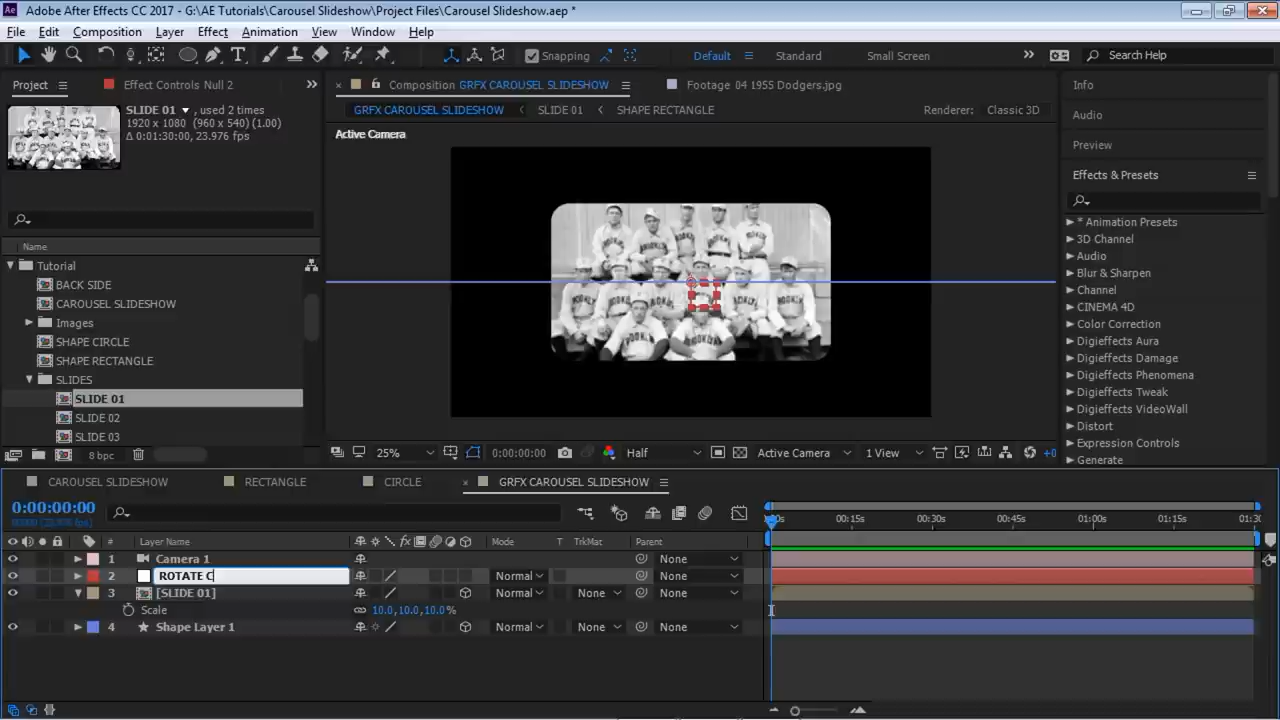 Adobe After Effects CC 2017 - G:\AE Tutorials\Carousel Slideshow\Project Files\Carousel Slideshow.aep *
File Edit Composition Layer Effect Animation View Window Help
Snapping Default Standard Small Screen Search Help
Project Effect Controls Null 2
Composition GRFX CAROUSEL SLIDESHOW Footage 04 1955 Dodgers.jpg
Info
SLIDE 01 , used 2 times
1920 x 1080 (960 x 540) (1.00)
Δ 0:01:30:00, 23.976 fps
GRFX CAROUSEL SLIDESHOW SLIDE 01 SHAPE RECTANGLE
Renderer: Classic 3D
Active Camera
Audio
Preview
Effects & Presets
* Animation Presets
3D Channel
Audio
Blur & Sharpen
Channel
CINEMA 4D
Color Correction
Digieffects Aura
Digieffects Damage
Digieffects Phenomena
Digieffects Tweak
Digieffects VideoWall
Distort
Expression Controls
Generate
Name
Tutorial
BACK SIDE
CAROUSEL SLIDESHOW
Images
SHAPE CIRCLE
SHAPE RECTANGLE
SLIDES
SLIDE 01
SLIDE 02
SLIDE 03
8 bpc
25% 0:00:00:00 Half Active Camera 1 View +0
CAROUSEL SLIDESHOW RECTANGLE CIRCLE GRFX CAROUSEL SLIDESHOW
0:00:00:00
00:15s 00:30s 00:45s 01:00s 01:15s 01:30
# Layer Name Mode T TrkMat Parent
1 Camera 1 None
2 ROTATE C Normal None
3 [SLIDE 01] Normal None None
Scale 10.0,10.0,10.0%
4 Shape Layer 1 Normal None None